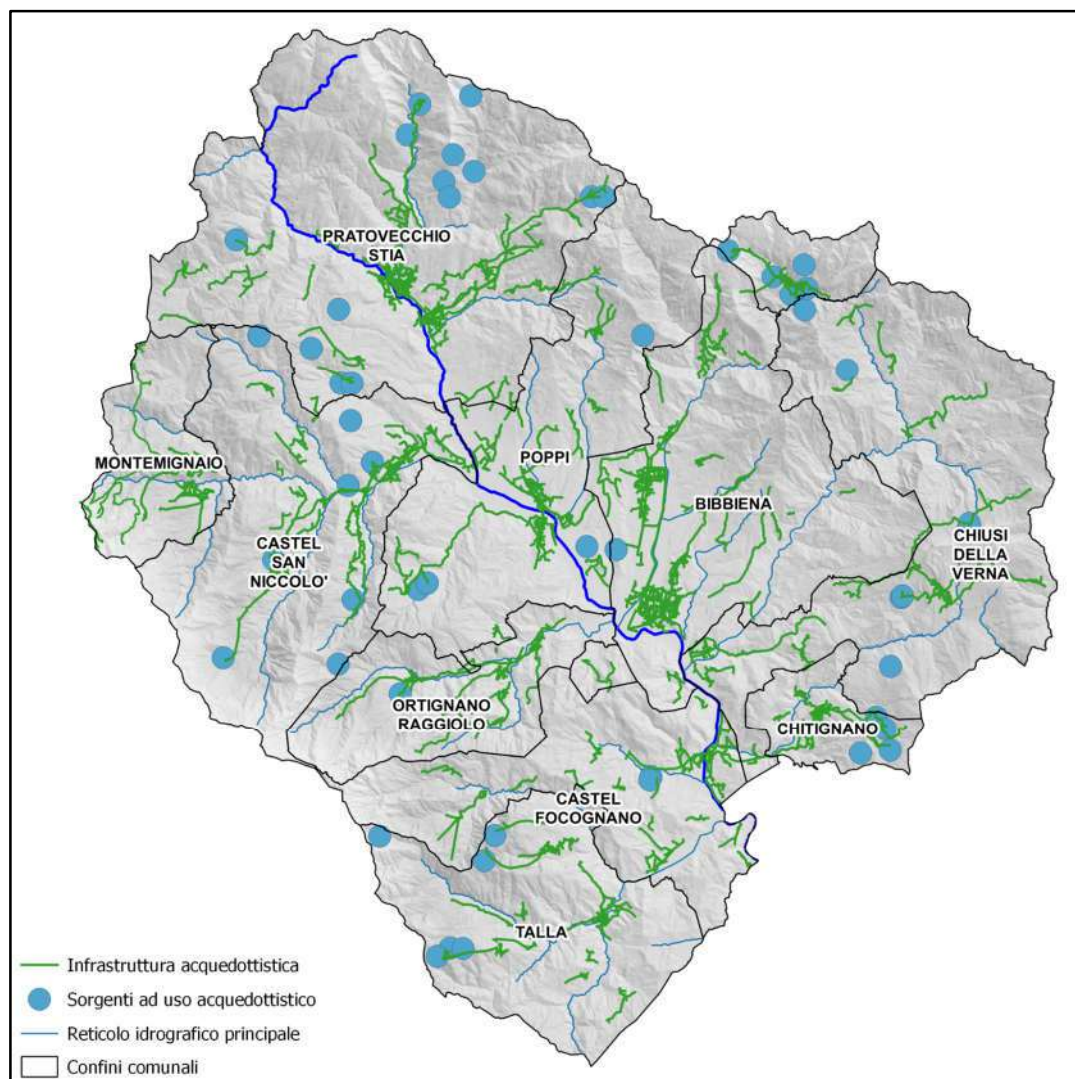 PRATOVECCHIO
STIA
MONTEMIGNAIO
POPPI
BIBBIENA
CASTEL
SAN
NICCOLO'
CHIUSI
DELLA
VERNA
ORTIGNANO
RAGGIOLO
CHITIGNANO
CASTEL
FOCOGNANO
TALLA
Infrastruttura acquedottistica
Sorgenti ad uso acquedottistico
Reticolo idrografico principale
Confini comunali